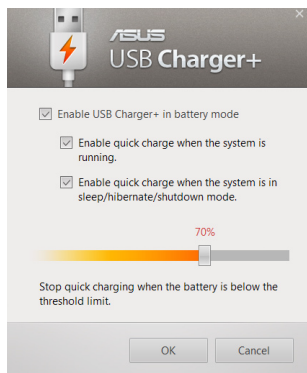 ASUS
USB Charger+
Enable USB Charger+ in battery mode
Enable quick charge when the system is
running.
Enable quick charge when the system is in
sleep/hibernate/shutdown mode.
70%
Stop quick charging when the battery is below the
threshold limit.
OK
Cancel